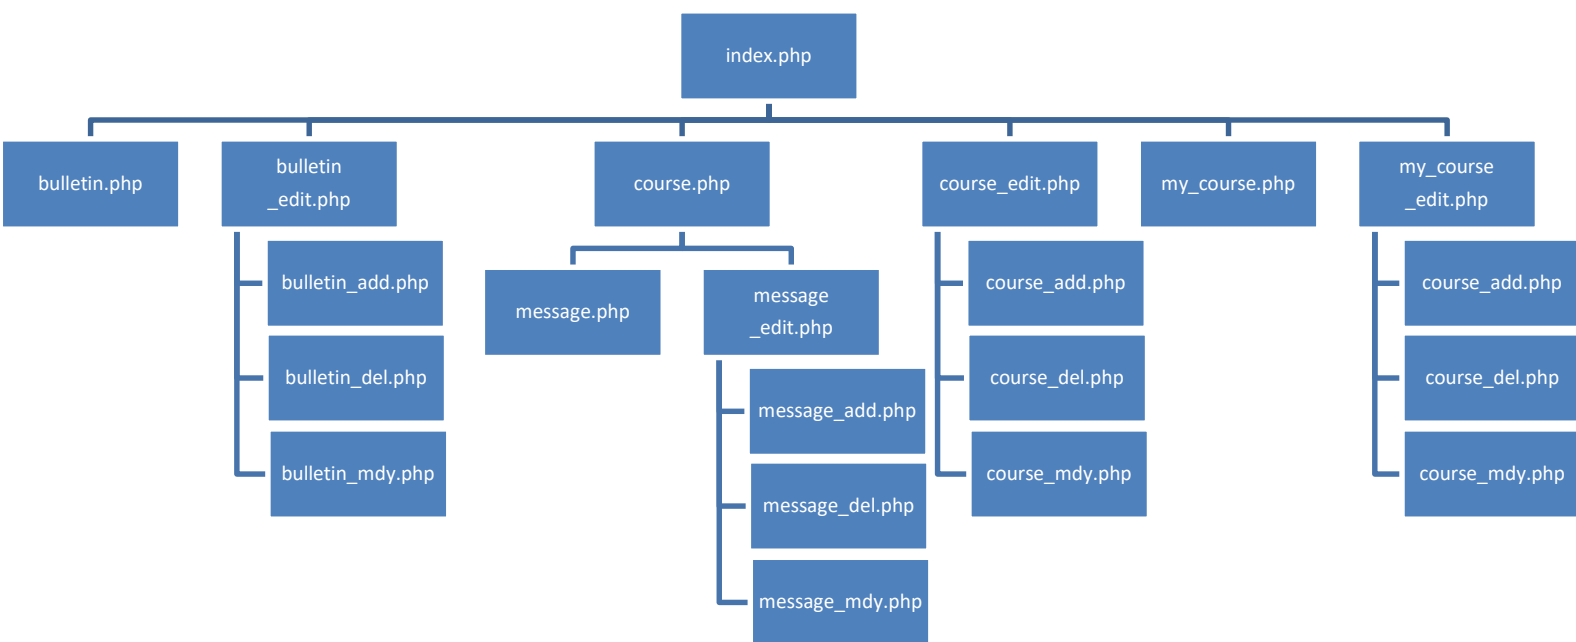 index.php
bulletin.php
bulletin
_edit.php
course.php
course_edit.php
my_course.php
my_course
_edit.php
bulletin_add.php
bulletin_del.php
bulletin_mdy.php
message.php
message
_edit.php
message_add.php
message_del.php
message_mdy.php
course_add.php
course_del.php
course_mdy.php
course_add.php
course_del.php
course_mdy.php